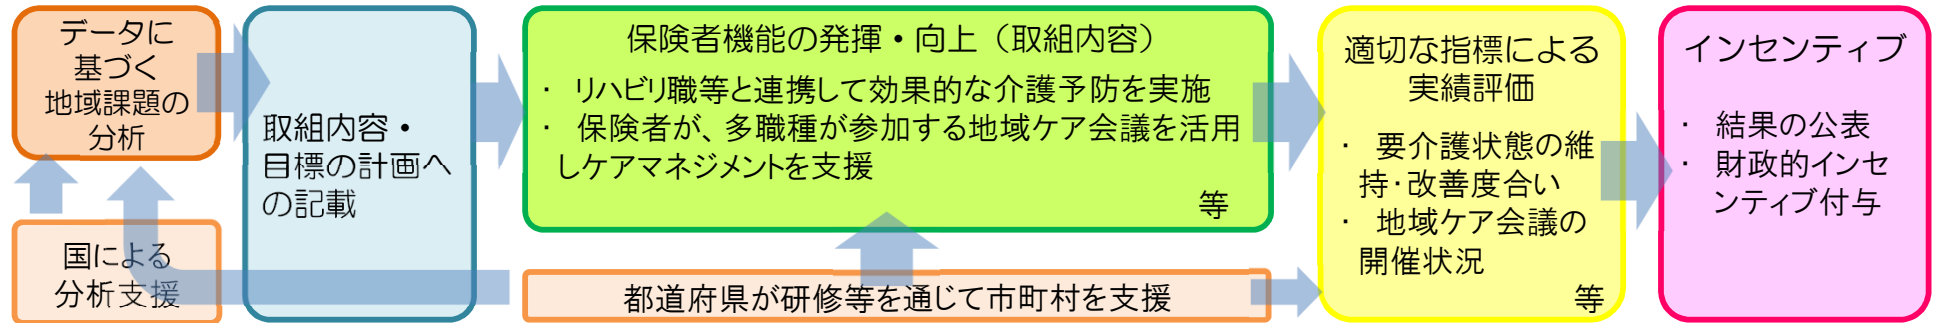 データに
基づく
地域課題の
分析
国による
分析支援
取組内容・
目標の計画へ
の記載
保険者機能の発揮・向上（取組内容）
・ リハビリ職等と連携して効果的な介護予防を実施
・ 保険者が、多職種が参加する地域ケア会議を活用
しケアマネジメントを支援
等
都道府県が研修等を通じて市町村を支援
適切な指標による
実績評価
・ 要介護状態の維
持・改善度合い
・ 地域ケア会議の
開催状況
等
インセンティブ
・ 結果の公表
・ 財政的インセ
ンティブ付与